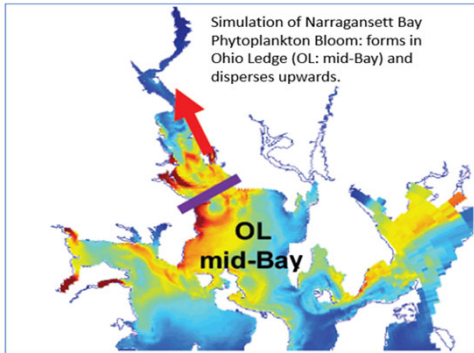 Simulation of Narragansett Bay
Phytoplankton Bloom: forms in
Ohio Ledge (OL: mid-Bay) and
disperses upwards.
OL
mid-Bay